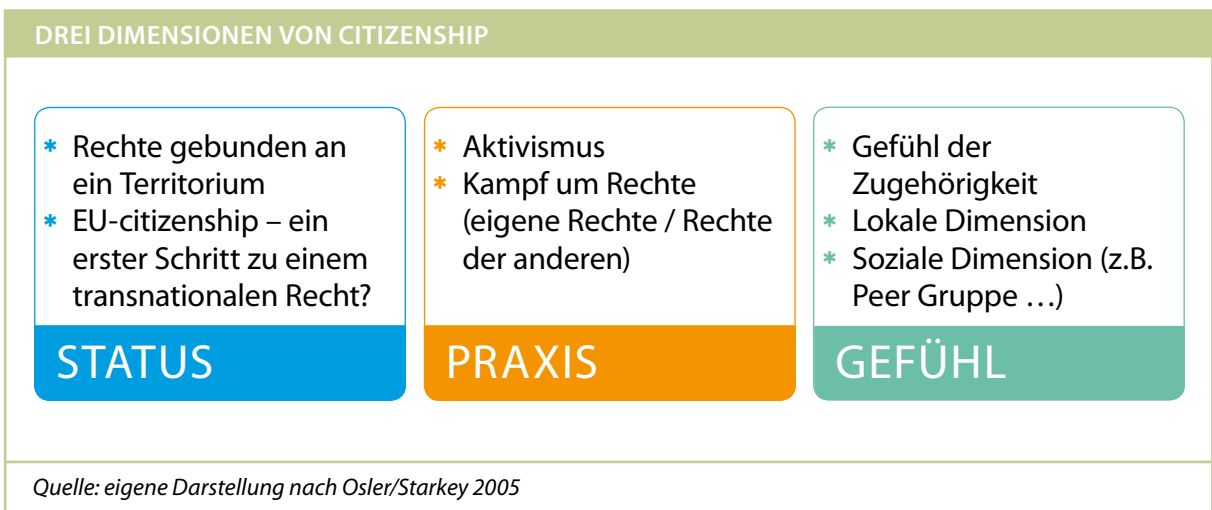 DREI DIMENSIONEN VON CITIZENSHIP
* Rechte gebunden an
ein Territorium
* EU-citizenship – ein
erster Schritt zu einem
transnationalen Recht?
STATUS
* Aktivismus
* Kampf um Rechte
(eigene Rechte / Rechte
der anderen)
PRAXIS
* Gefühl der
Zugehörigkeit
* Lokale Dimension
* Soziale Dimension (z.B.
Peer Gruppe …)
GEFÜHL
Quelle: eigene Darstellung nach Osler/Starkey 2005